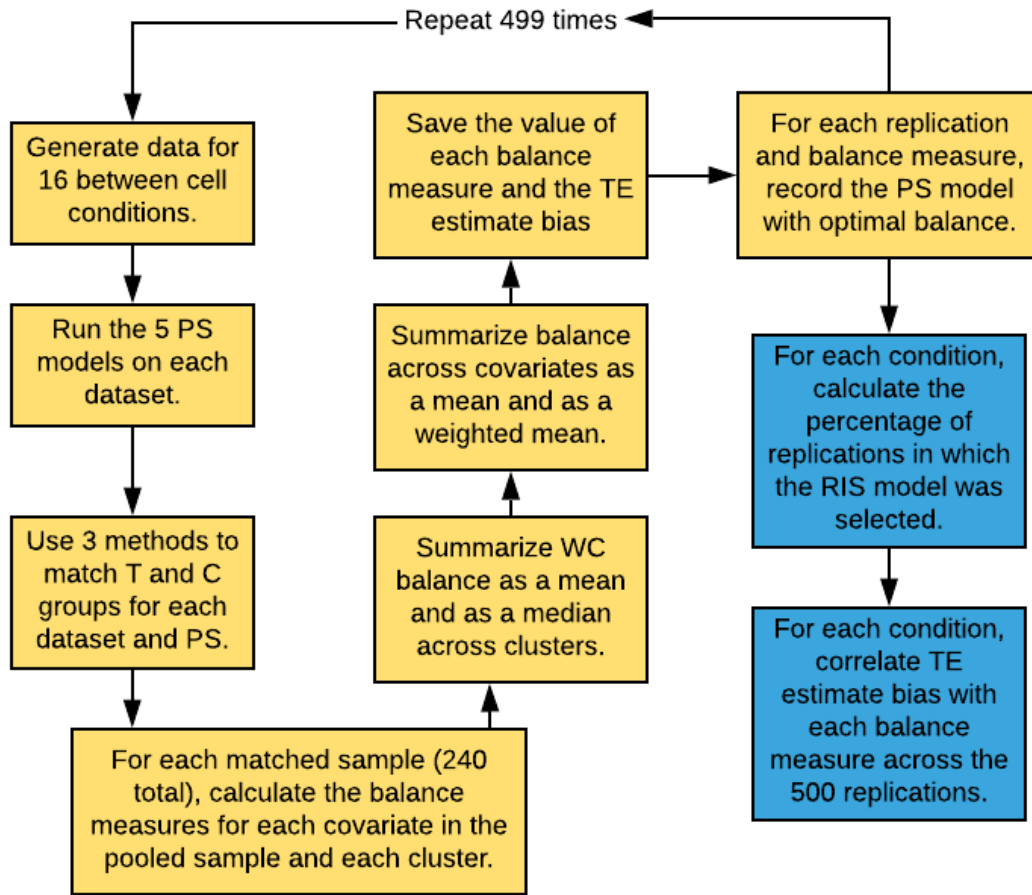 Repeat 499 times
Generate data for
16 between cell
conditions.
Run the 5 PS
models on each
dataset.
Use 3 methods to
match T and C
groups for each
dataset and PS.
For each matched sample (240
total), calculate the balance
measures for each covariate in the
pooled sample and each cluster.
Summarize WC
balance as a mean
and as a median
across clusters.
Summarize balance
across covariates as
a mean and as a
weighted mean.
Save the value of
each balance
measure and the TE
estimate bias
For each replication
and balance measure,
record the PS model
with optimal balance.
For each condition,
calculate the
percentage of
replications in which
the RIS model was
selected.
For each condition,
correlate TE
estimate bias with
each balance
measure across the
500 replications.